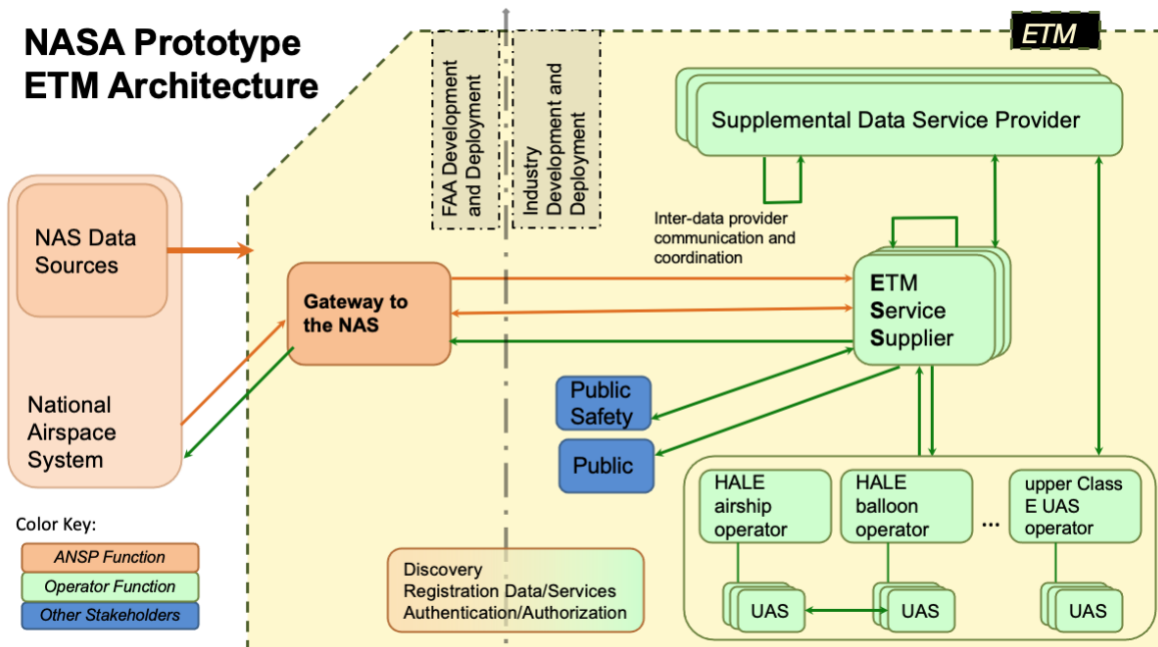 NASA Prototype
ETM Architecture
ETM
FAA Development
and Deployment
Industry
Development and
Deployment
Supplemental Data Service Provider
Inter-data provider
communication and
coordination
NAS Data
Sources
National
Airspace
System
Gateway to
the NAS
ETM
Service
Supplier
Public
Safety
Public
HALE
airship
operator
HALE
balloon
operator
...
upper Class
E UAS
operator
UAS
UAS
UAS
Color Key:
ANSP Function
Operator Function
Other Stakeholders
Discovery
Registration Data/Services
Authentication/Authorization